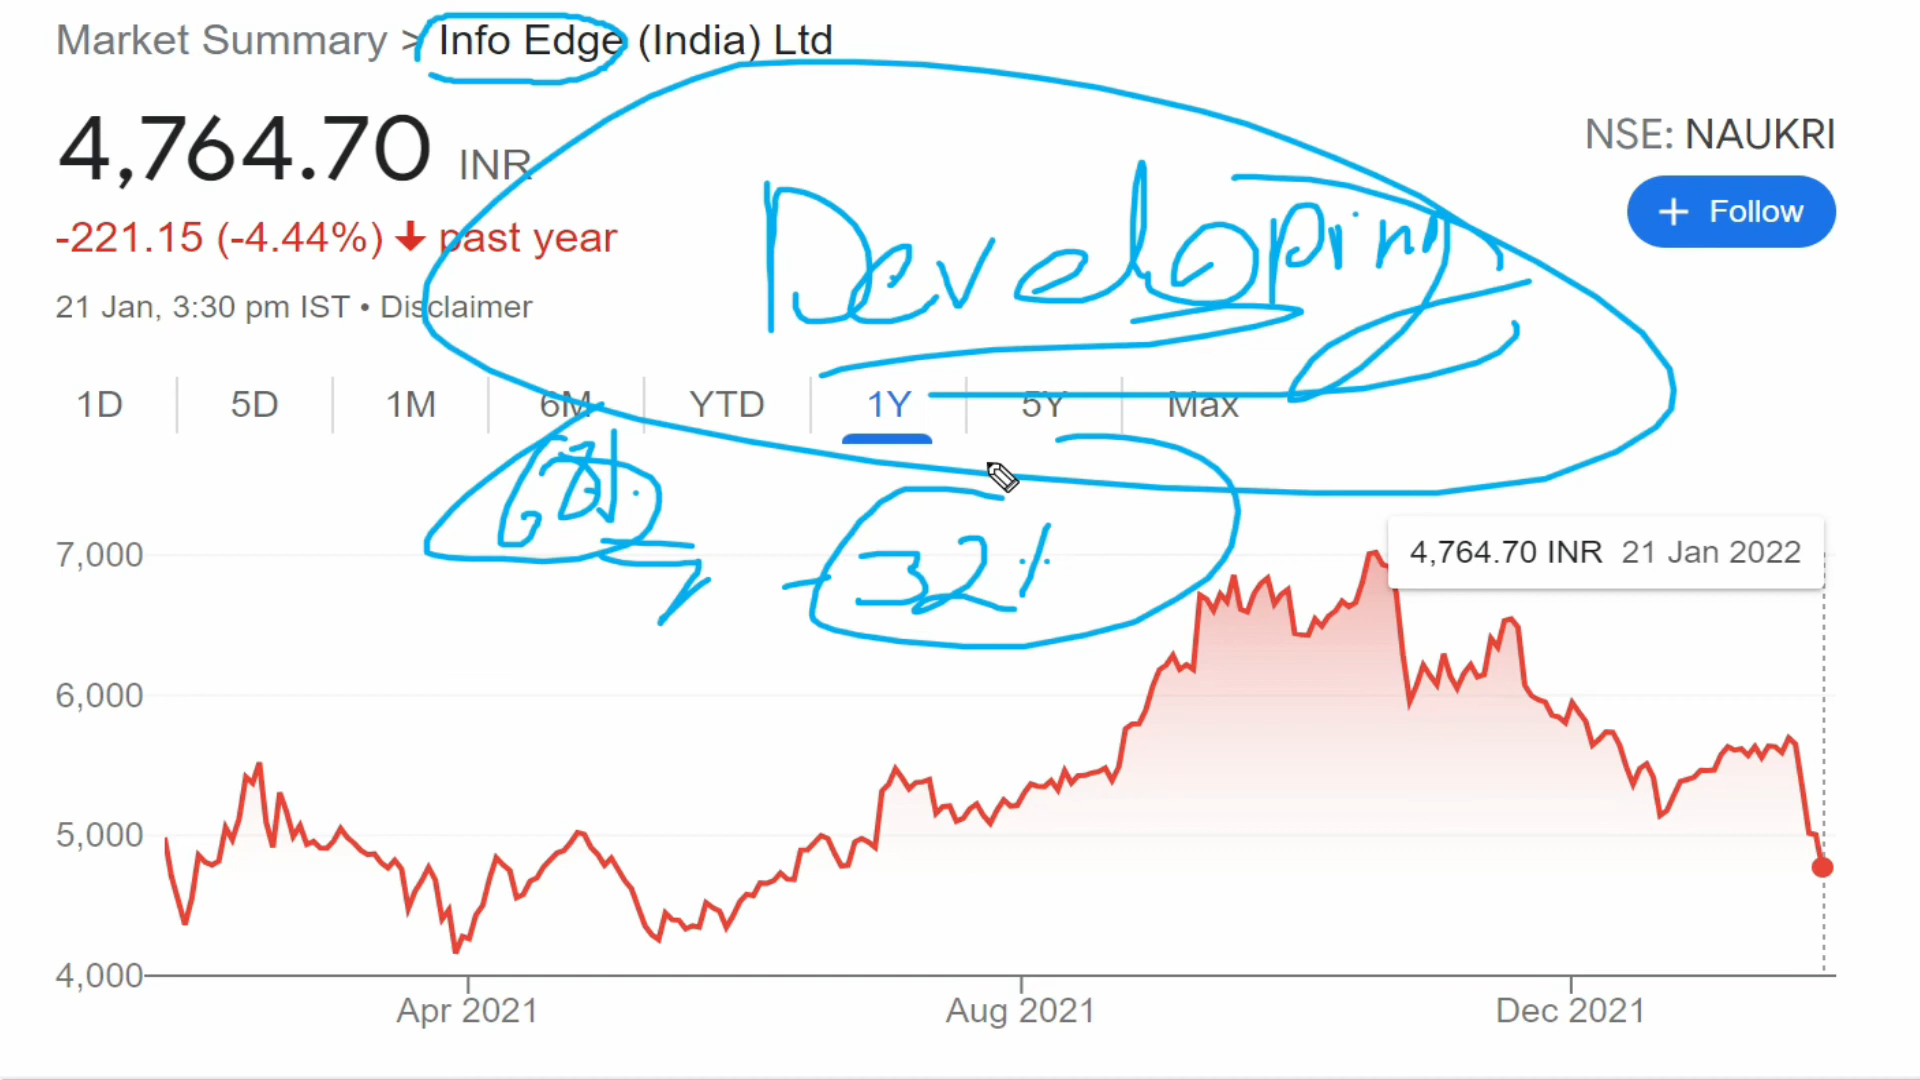 Market Summary > Info Edge (India) Ltd
4,764.70 INR
NSE: NAUKRI
+ Follow
-221.15 (-4.44%) past year
21 Jan, 3:30 pm IST • Disclaimer
Developing
1D 5D 1M 6M YTD 1Y 5Y Max
-32%
4,764.70 INR 21 Jan 2022
7,000
6,000
5,000
4,000
Apr 2021 Aug 2021 Dec 2021